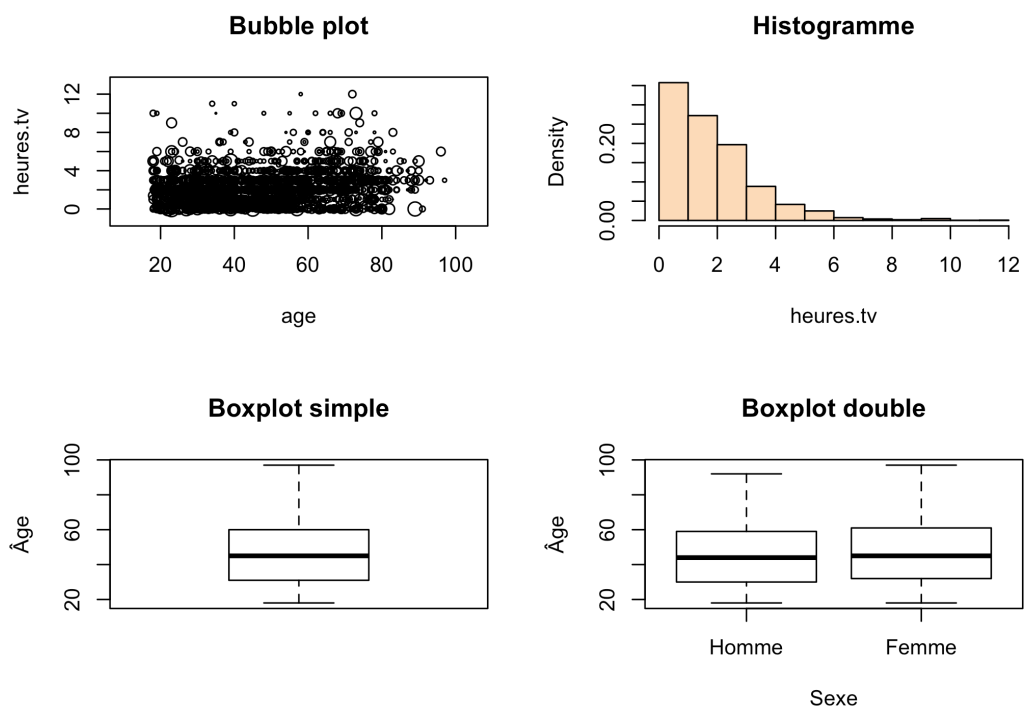 Bubble plot
heures.tv
12
8
4
0
20 40 60 80 100
age
Histogramme
Density
0.20
0.00
0 2 4 6 8 10 12
heures.tv
Boxplot simple
Âge
100
60
20
Boxplot double
Âge
100
60
20
Homme Femme
Sexe